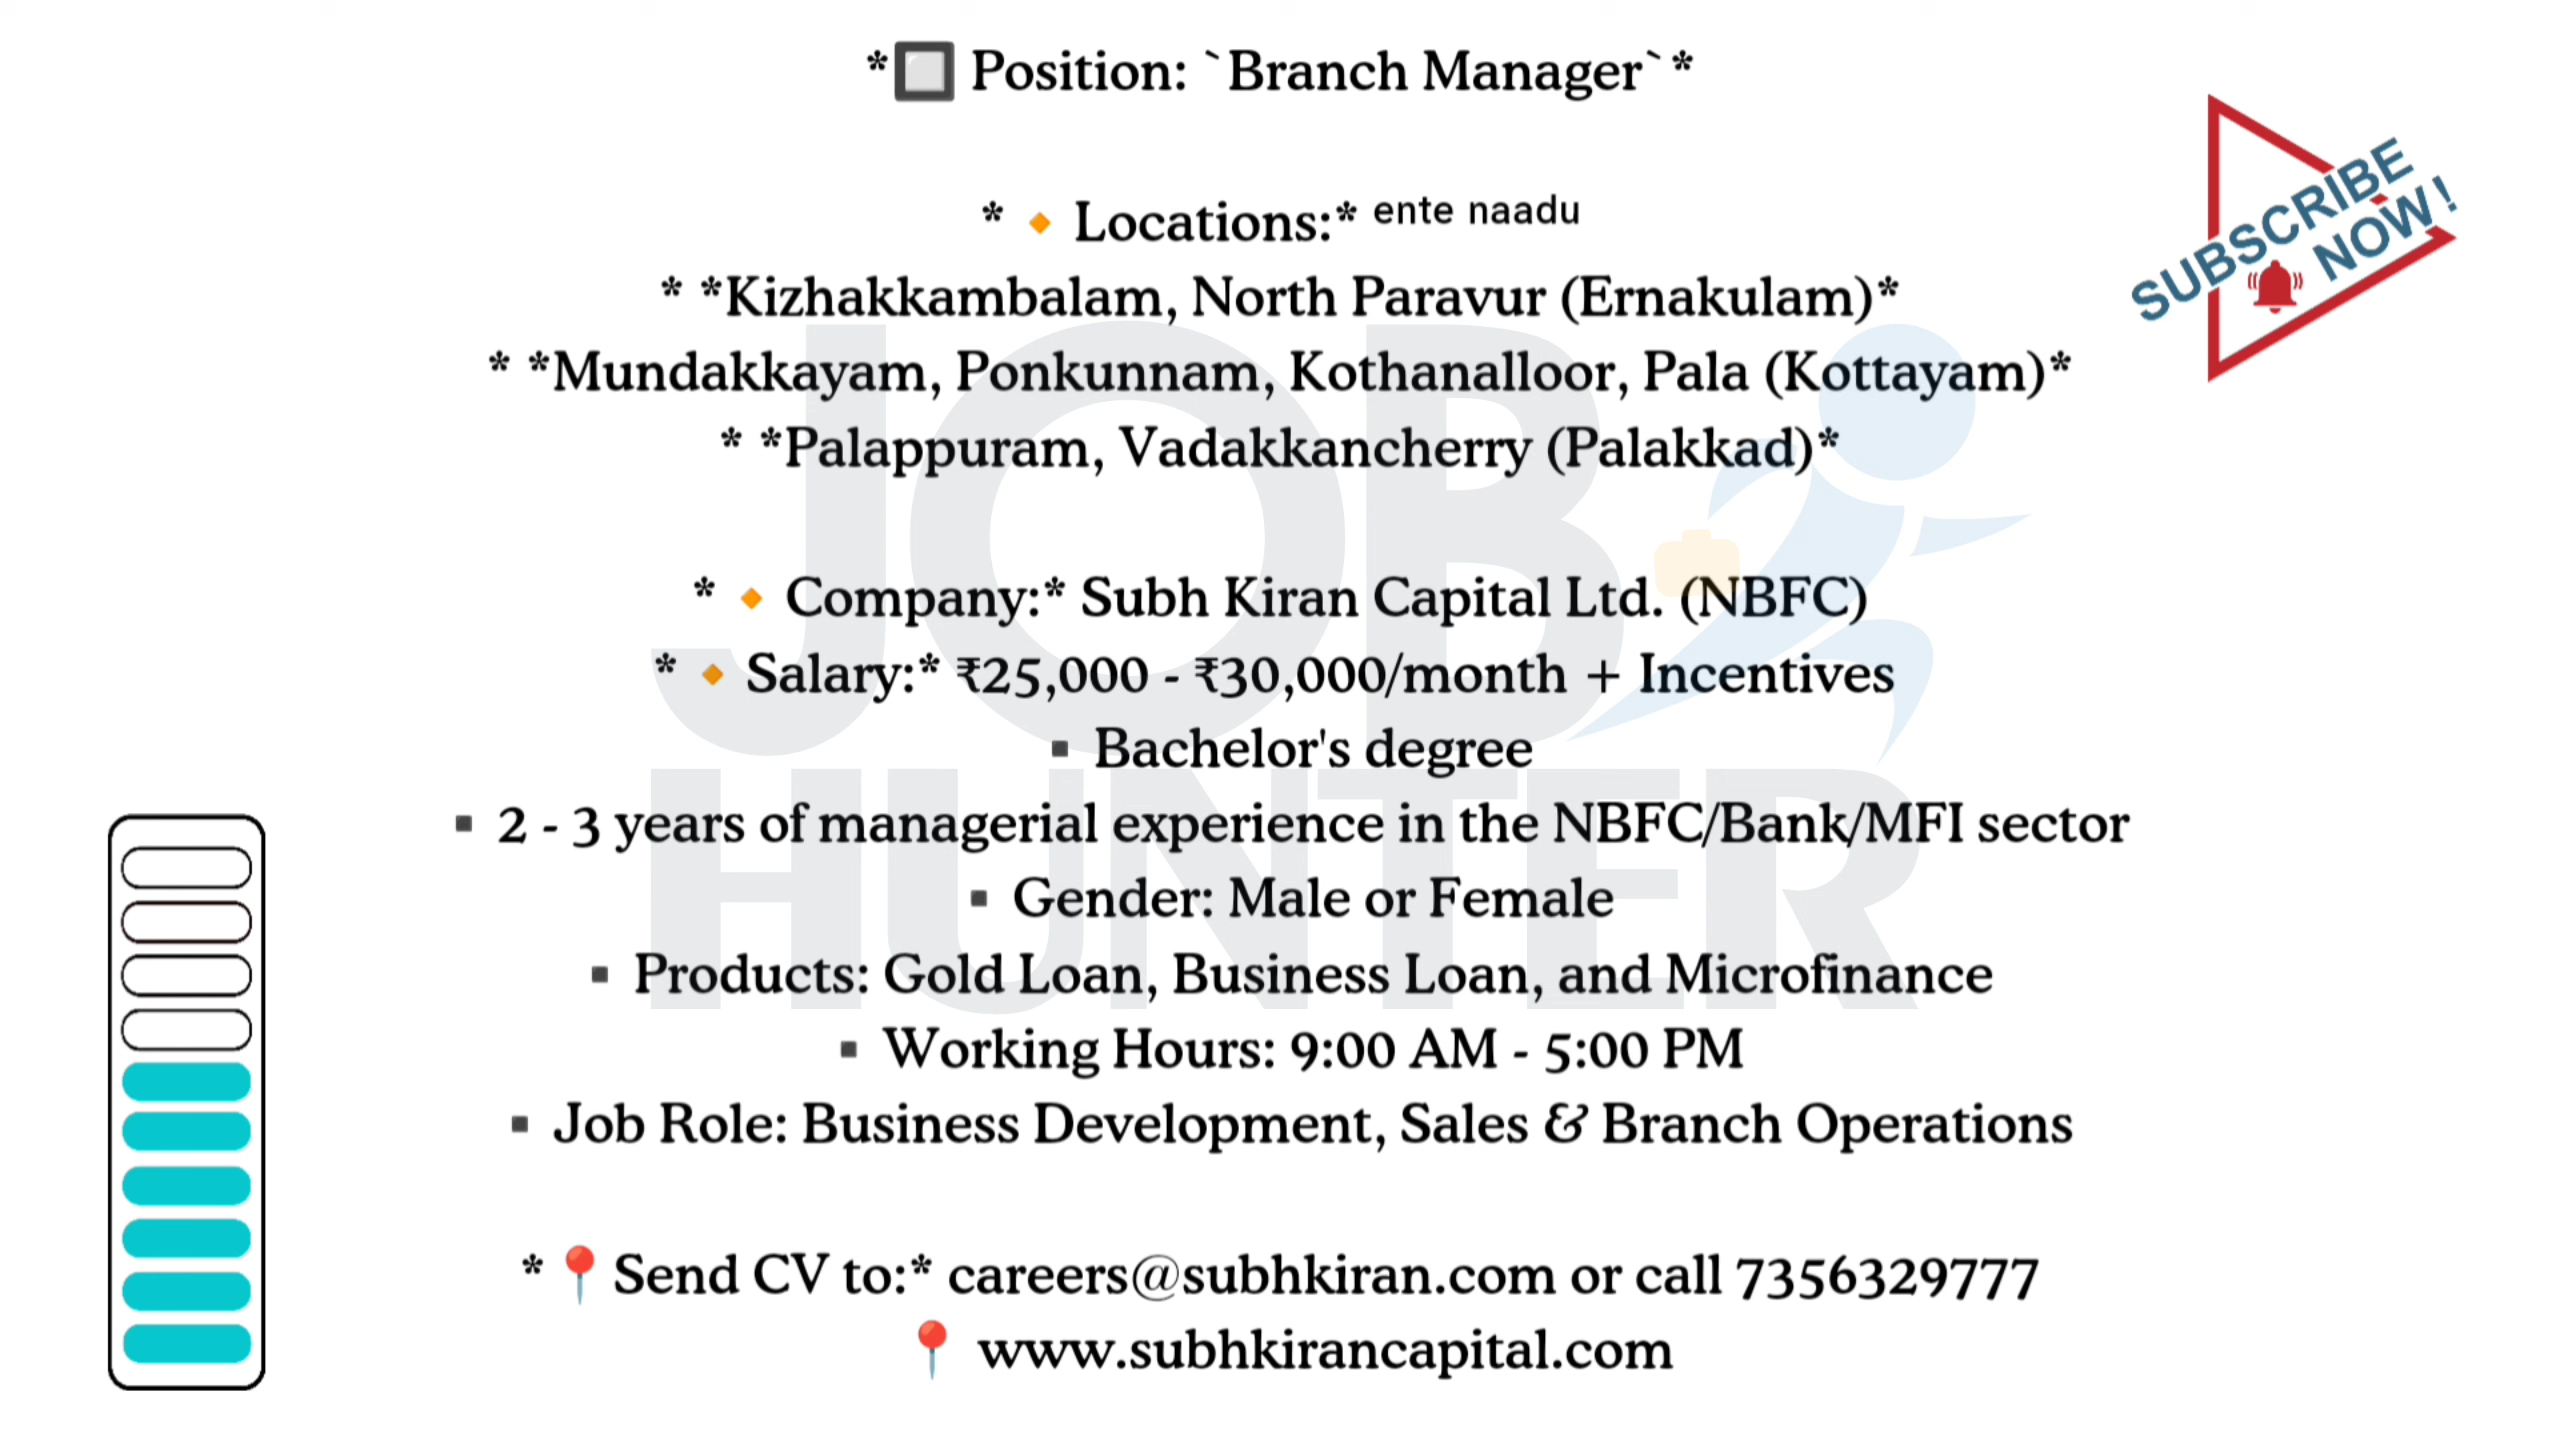 *🔲 Position: `Branch Manager`*
* 🔸 Locations:* ente naadu
* *Kizhakkambalam, North Paravur (Ernakulam)*
* *Mundakkayam, Ponkunnam, Kothanalloor, Pala (Kottayam)*
* *Palappuram, Vadakkancherry (Palakkad)*
* 🔸 Company:* Subh Kiran Capital Ltd. (NBFC)
* 🔸 Salary:* ₹25,000 - ₹30,000/month + Incentives
▪ Bachelor's degree
▪ 2 - 3 years of managerial experience in the NBFC/Bank/MFI sector
▪ Gender: Male or Female
▪ Products: Gold Loan, Business Loan, and Microfinance
▪ Working Hours: 9:00 AM - 5:00 PM
▪ Job Role: Business Development, Sales & Branch Operations
*📍 Send CV to:* careers@subhkiran.com or call 7356329777
📍 www.subhkirancapital.com
SUBSCRIBE
NOW!
JOB
HUNTER